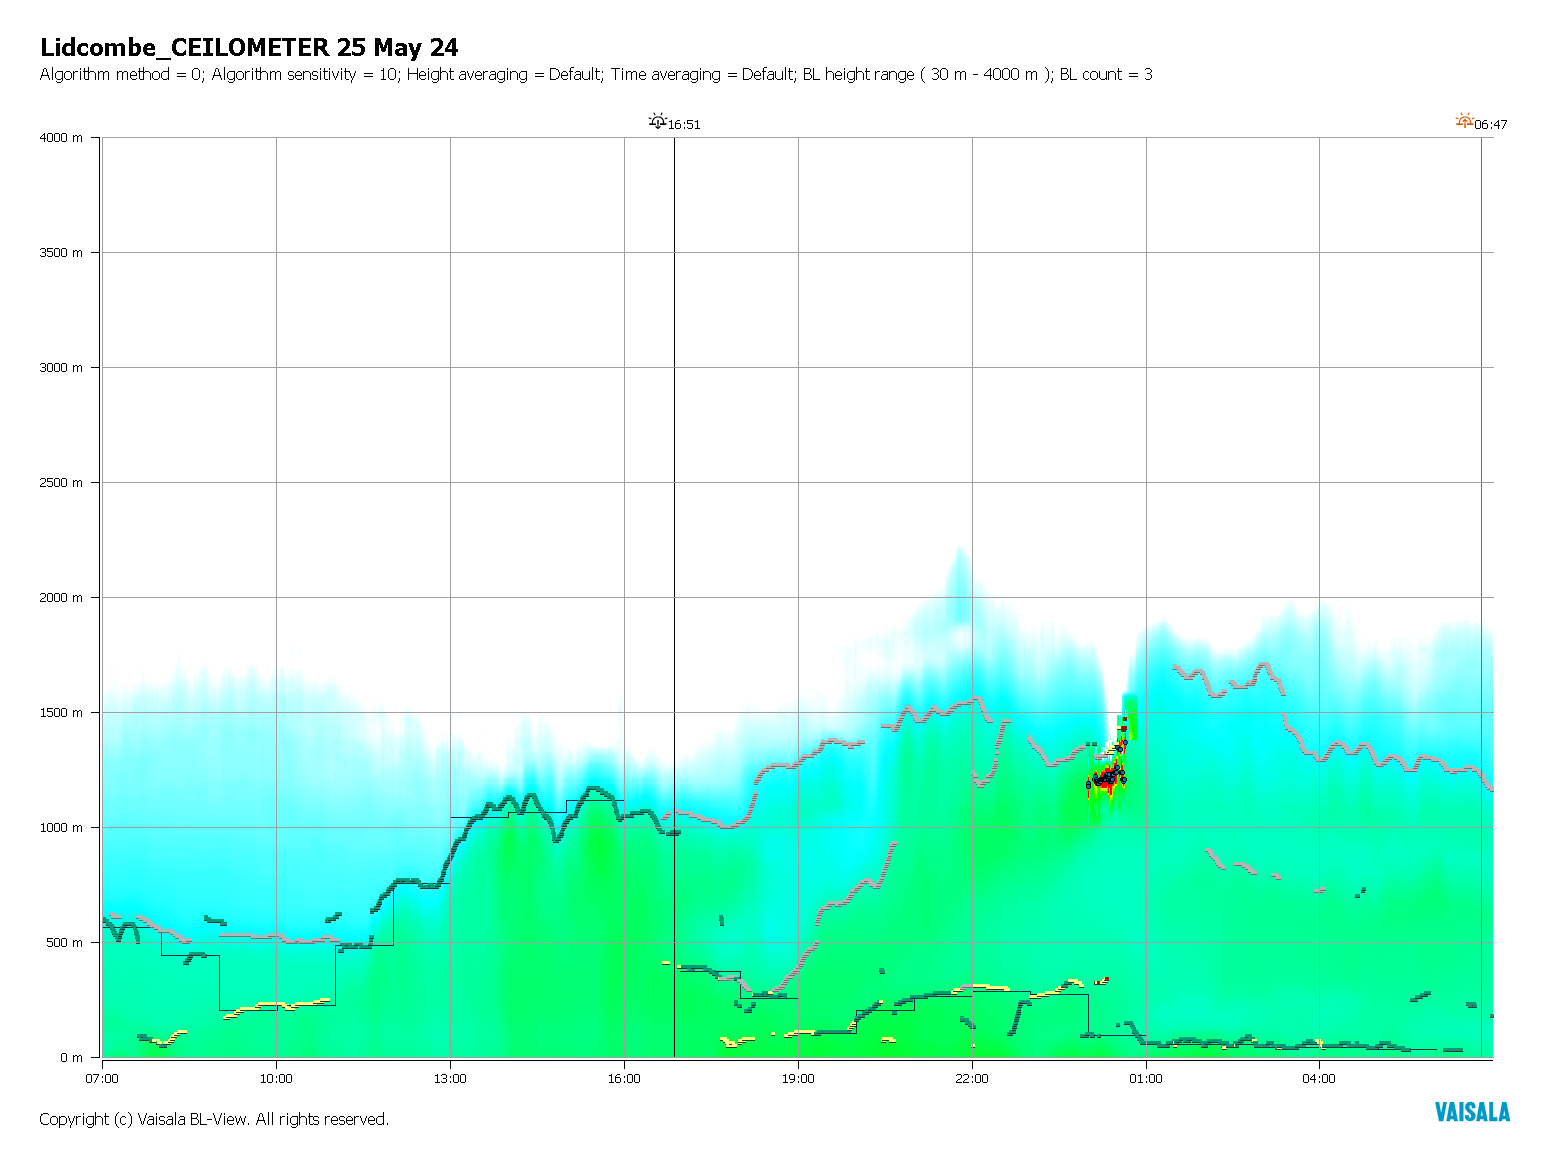 Lidcombe_CEILOMETER 25 May 24
Algorithm method = 0; Algorithm sensitivity = 10; Height averaging = Default; Time averaging = Default; BL height range ( 30 m - 4000 m ); BL count = 3
16:51
06:47
4000 m
3500 m
3000 m
2500 m
2000 m
1500 m
1000 m
500 m
0 m
07:00
10:00
13:00
16:00
19:00
22:00
01:00
04:00
Copyright (c) Vaisala BL-View. All rights reserved.
VAISALA